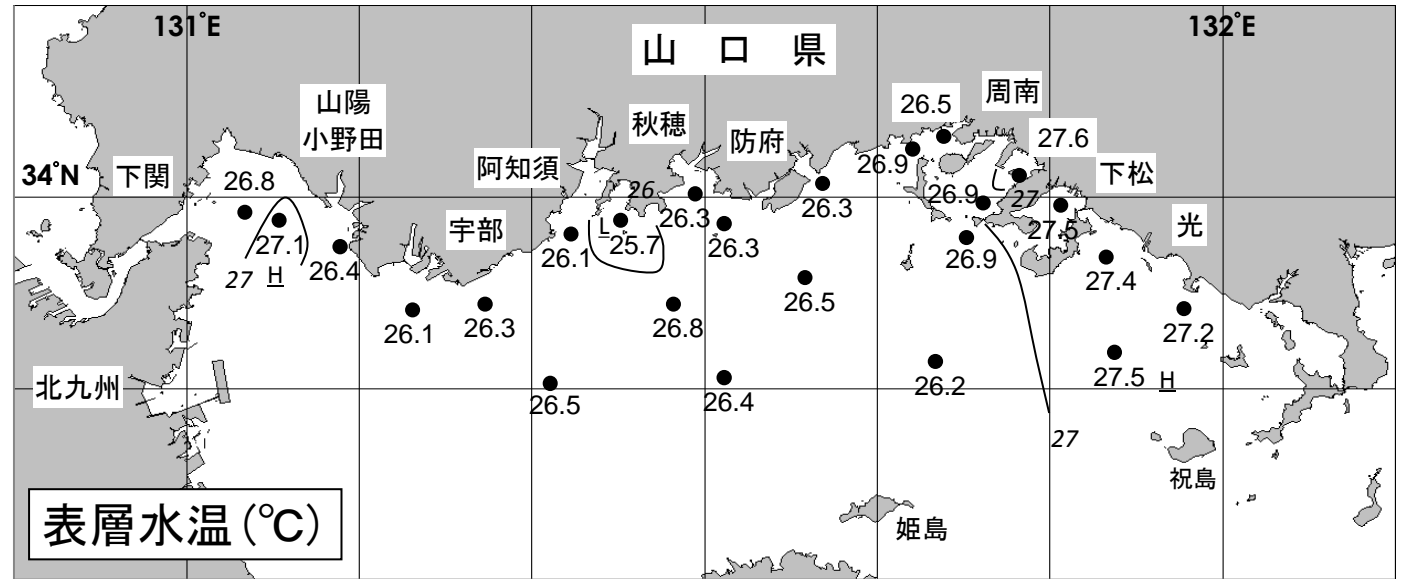 131°E
132°E
山 口 県
山陽
小野田
秋穂
防府
26.5
周南
27.6
阿知須
下松
34°N
下関
26.8
26.9
26
26.9
27
26.3
26.3
27.5
光
宇部
L
25.7
26.3
27.1
26.1
26.9
26.4
27
H
27.4
26.5
26.1
26.3
26.8
27.2
26.2
27.5
H
北九州
26.5
26.4
27
祝島
姫島
表層水温(℃)